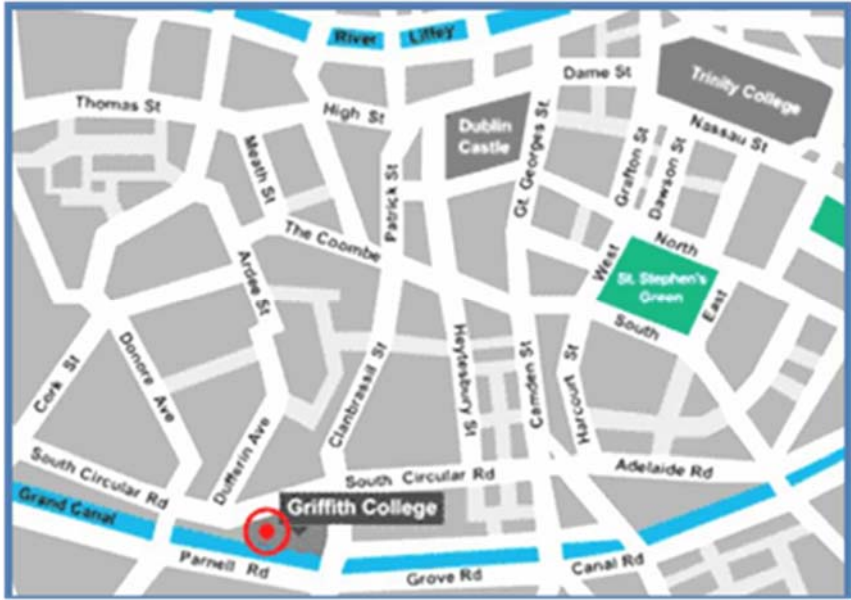 River Liffey
Dame St
Trinity College
Thomas St
High St
Dublin
Castle
Nassau St
Meath St
Patrick St
Gt. Georges St.
Grafton St
Dawson St
The Coombe
North
West
St. Stephen's
Green
East
South
Ardee St
Cork St
Donore Ave
Clanbrassil St
Heytesbury St
Camden St
Harcourt St
Dufferin Ave
South Circular Rd
South Circular Rd
Adelaide Rd
Grand Canal
Griffith College
Parnell Rd
Grove Rd
Canal Rd